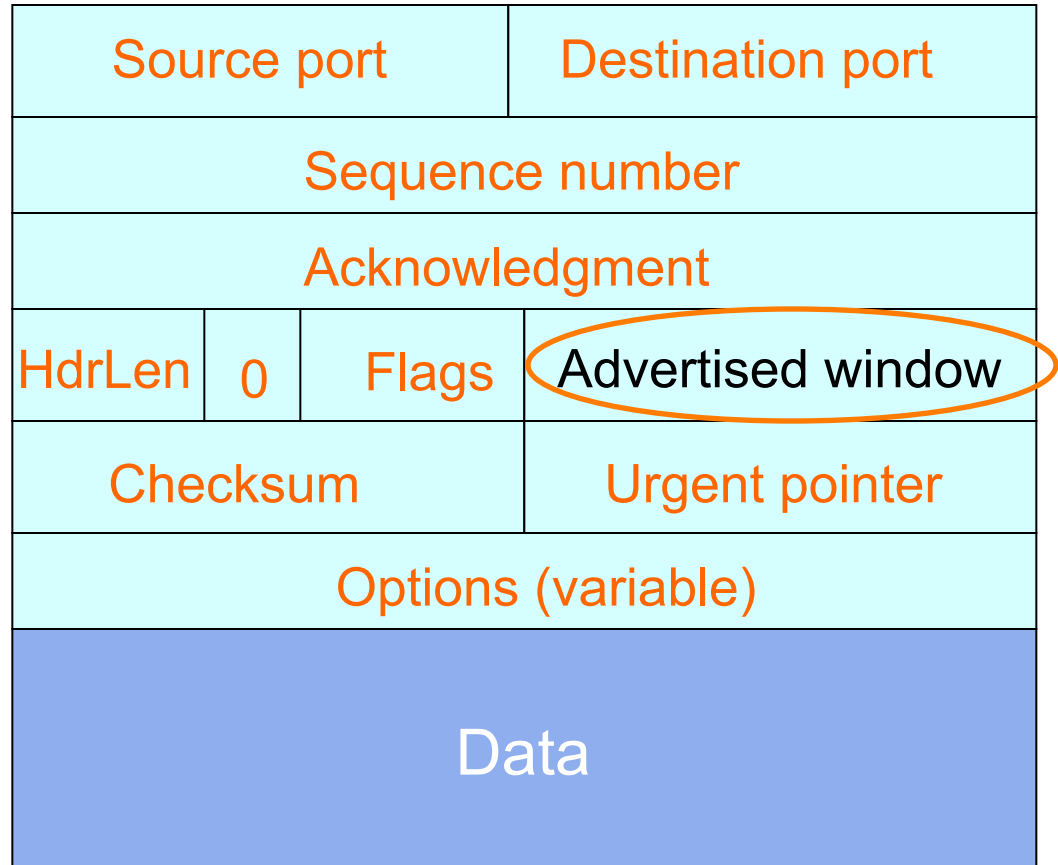 Source port Destination port
Sequence number
Acknowledgment
HdrLen 0 Flags Advertised window
Checksum Urgent pointer
Options (variable)
Data